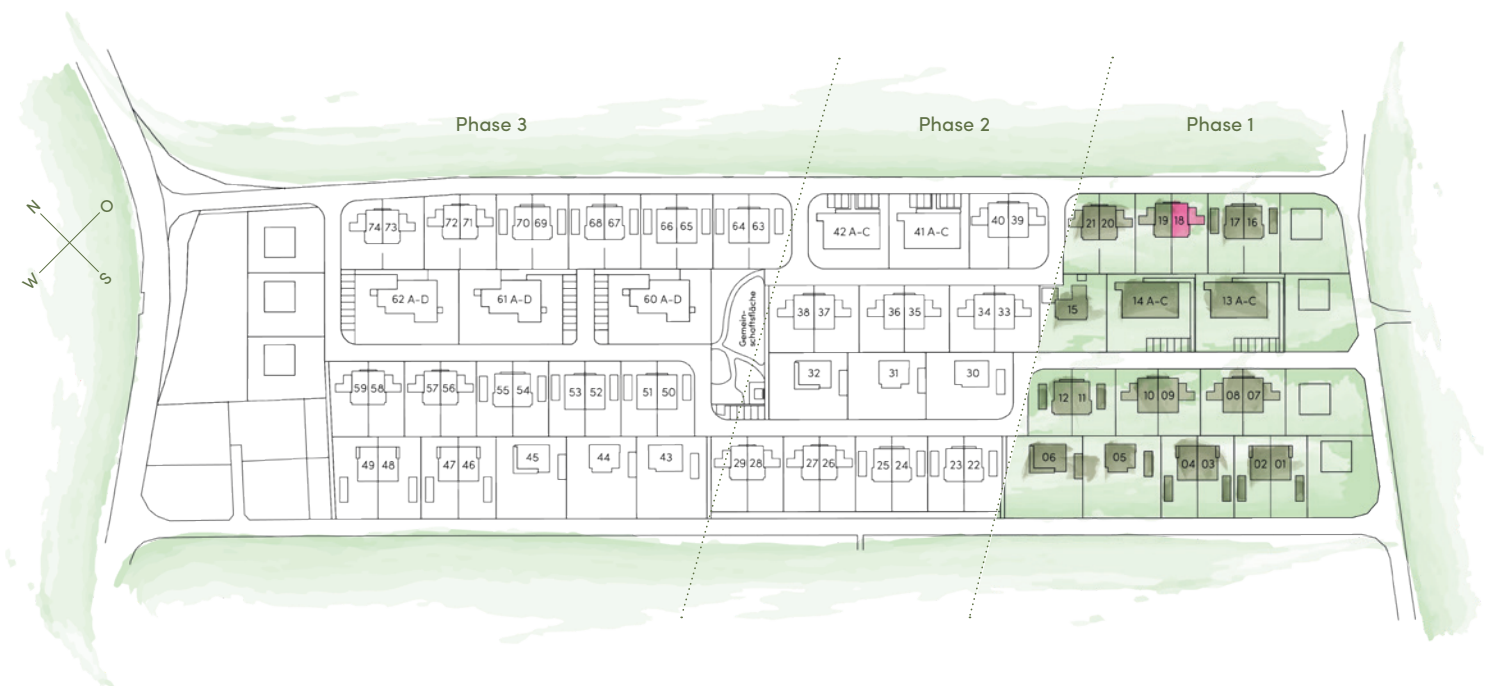 Phase 3
Phase 2
Phase 1
N
O
W
S
74 73
72 71
70 69
68 67
66 65
64 63
42 A-C
41 A-C
40 39
21 20
19 18
17 16
62 A-D
61 A-D
60 A-D
Gemein-
schaftsfläche
38 37
36 35
34 33
15
14 A-C
13 A-C
59 58
57 56
55 54
53 52
51 50
32
31
30
12 11
10 09
08 07
49 48
47 46
45
44
43
29 28
27 26
25 24
23 22
06
05
04 03
02 01